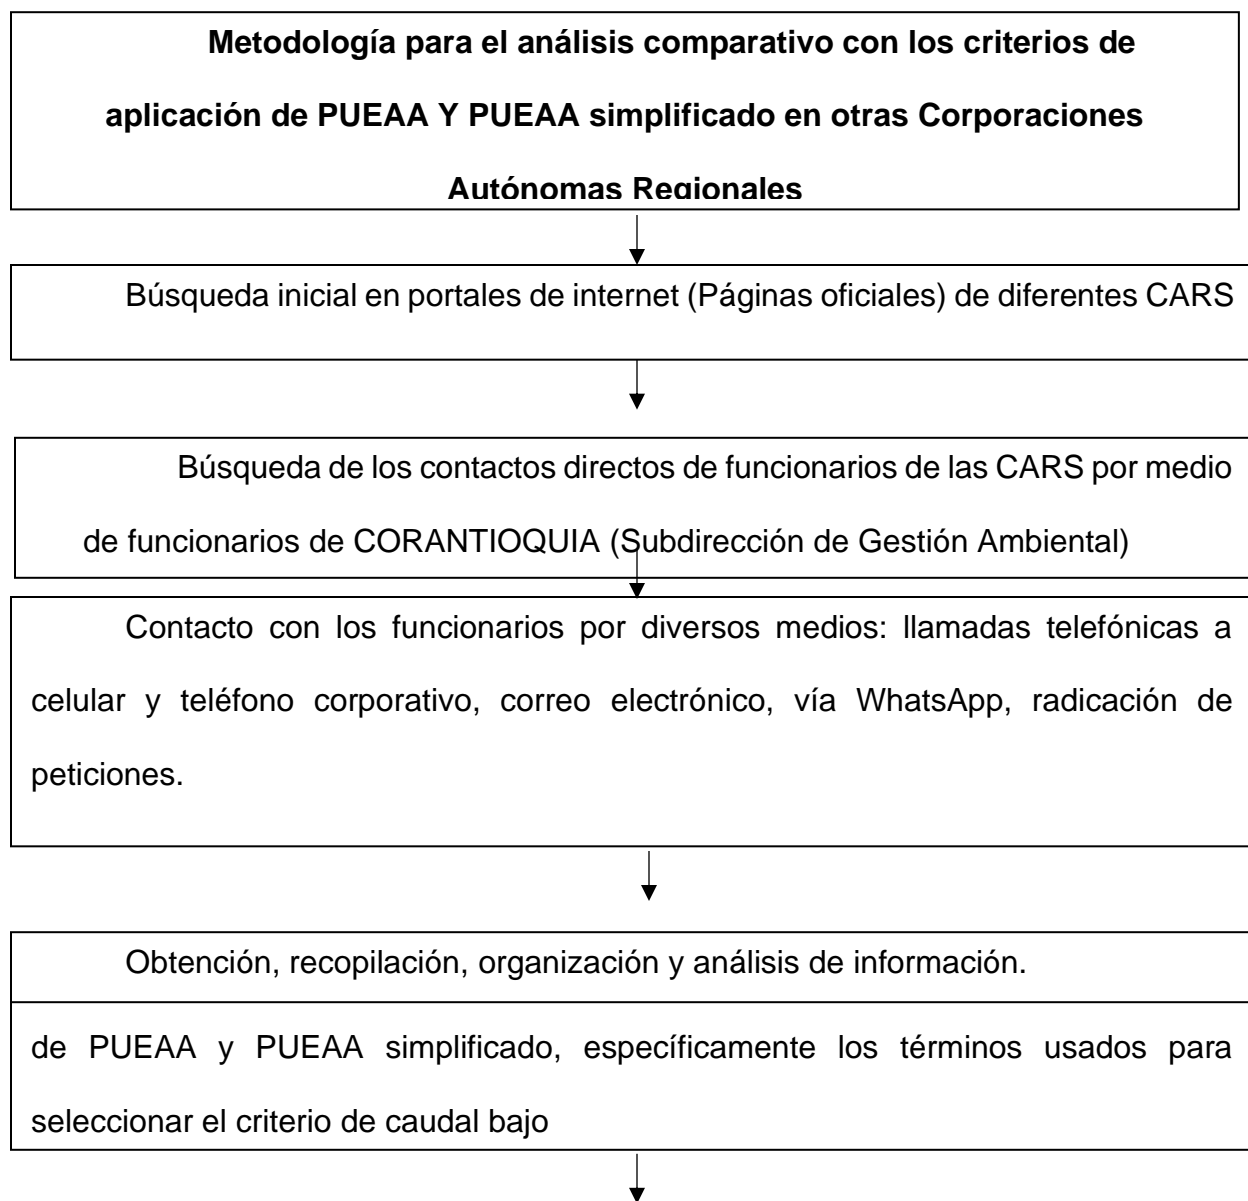 Metodología para el análisis comparativo con los criterios de
aplicación de PUEAA Y PUEAA simplificado en otras Corporaciones
Autónomas Regionales
Búsqueda inicial en portales de internet (Páginas oficiales) de diferentes CARS
Búsqueda de los contactos directos de funcionarios de las CARS por medio
de funcionarios de CORANTIOQUIA (Subdirección de Gestión Ambiental)
Contacto con los funcionarios por diversos medios: llamadas telefónicas a
celular y teléfono corporativo, correo electrónico, vía WhatsApp, radicación de
peticiones.
Obtención, recopilación, organización y análisis de información.
de PUEAA y PUEAA simplificado, específicamente los términos usados para
seleccionar el criterio de caudal bajo